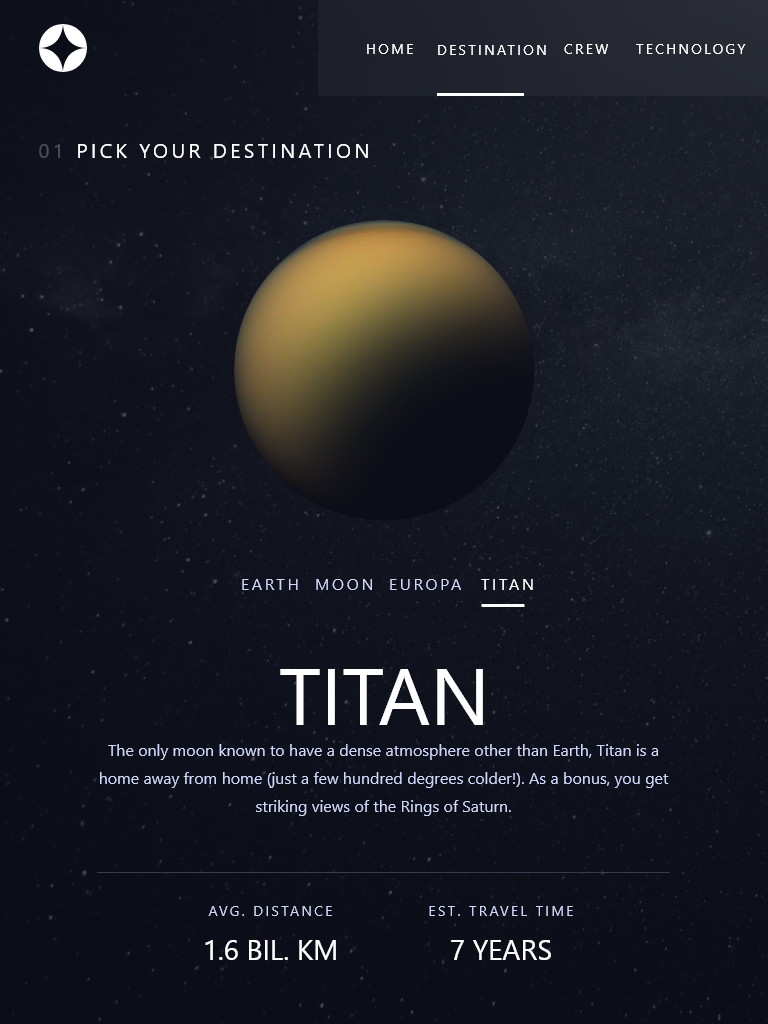 HOME DESTINATION CREW TECHNOLOGY
01 PICK YOUR DESTINATION
EARTH MOON EUROPA TITAN
TITAN
The only moon known to have a dense atmosphere other than Earth, Titan is a
home away from home (just a few hundred degrees colder!). As a bonus, you get
striking views of the Rings of Saturn.
AVG. DISTANCE EST. TRAVEL TIME
1.6 BIL. KM 7 YEARS